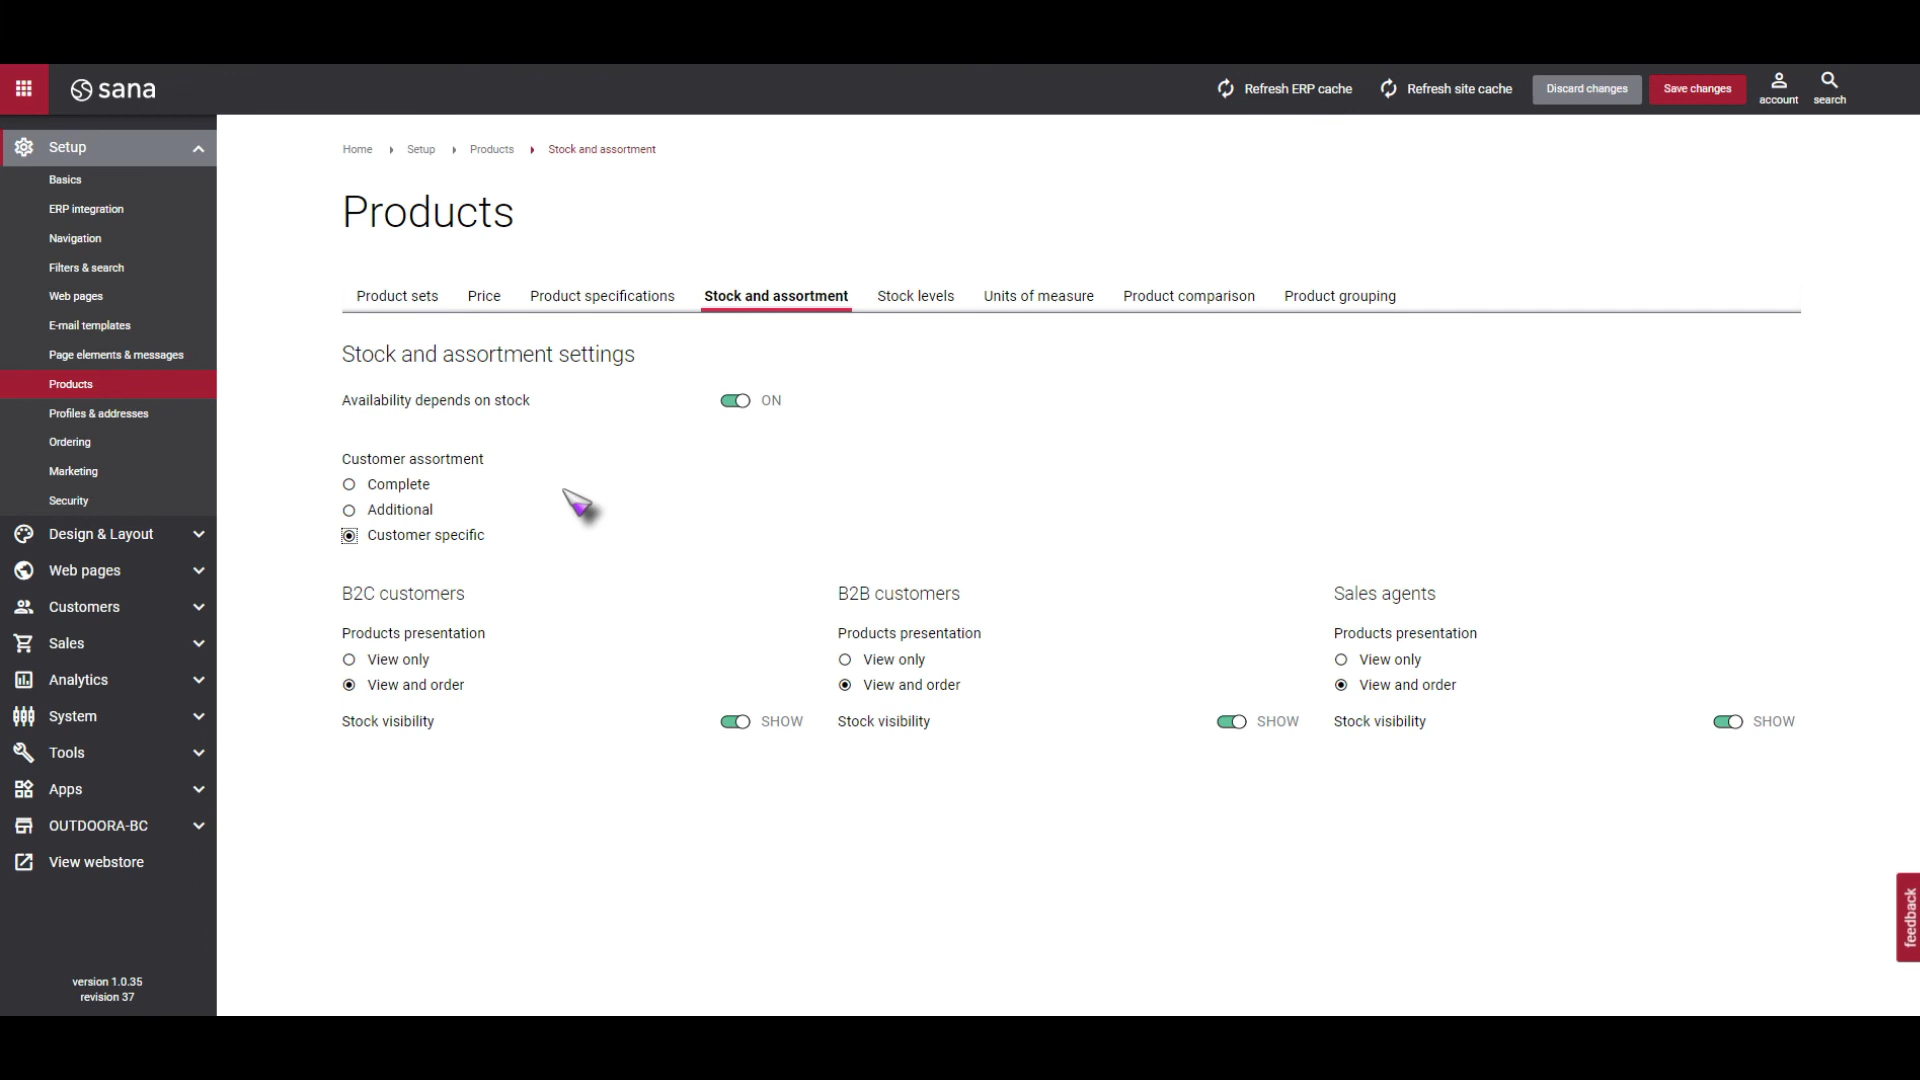 sana
Refresh ERP cache
Refresh site cache
Discard changes
Save changes
account
search
Setup
Basics
ERP integration
Navigation
Filters & search
Web pages
E-mail templates
Page elements & messages
Products
Profiles & addresses
Ordering
Marketing
Security
Design & Layout
Web pages
Customers
Sales
Analytics
System
Tools
Apps
OUTDOORA-BC
View webstore
version 1.0.35
revision 37
Home Setup Products Stock and assortment
Products
Product sets Price Product specifications Stock and assortment Stock levels Units of measure Product comparison Product grouping
Stock and assortment settings
Availability depends on stock ON
Customer assortment
Complete
Additional
Customer specific
B2C customers
Products presentation
View only
View and order
Stock visibility SHOW
B2B customers
Products presentation
View only
View and order
Stock visibility SHOW
Sales agents
Products presentation
View only
View and order
Stock visibility SHOW
feedback